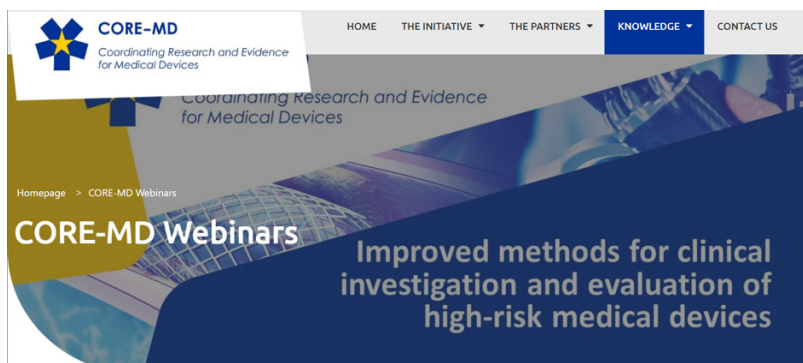 CORE–MD
Coordinating Research and Evidence
for Medical Devices
HOME THE INITIATIVE THE PARTNERS KNOWLEDGE CONTACT US
Coordinating Research and Evidence
for Medical Devices
Homepage > CORE-MD Webinars
CORE-MD Webinars
Improved methods for clinical
investigation and evaluation of
high-risk medical devices